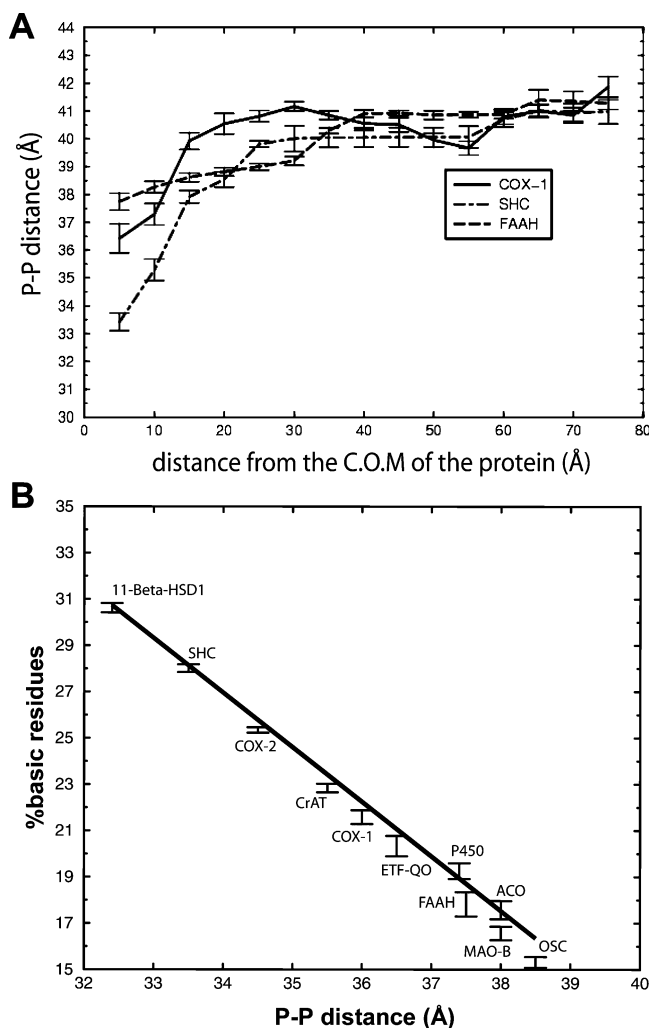 A
P-P distance (Å)
44
43
42
41
40
39
38
37
36
35
34
33
32
31
30
COX–1
SHC
FAAH
0 10 20 30 40 50 60 70 80
distance from the C.O.M of the protein (Å)
B
%basic residues
35
33
31
29
27
25
23
21
19
17
15
11-Beta-HSD1
SHC
COX-2
CrAT
COX-1
ETF-QO
P450
FAAH
ACO
MAO-B
OSC
32 33 34 35 36 37 38 39 40
P-P distance (Å)